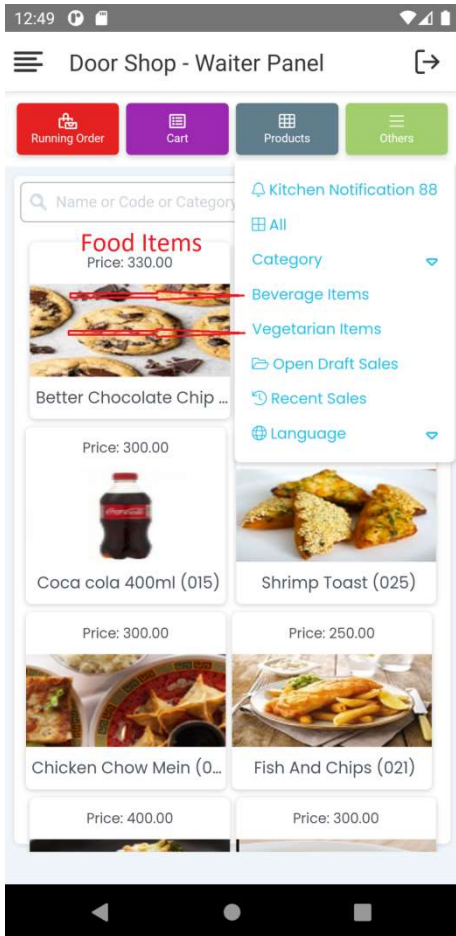 12:49
Door Shop - Waiter Panel
Running Order
Cart
Products
Others
Name or Code or Category
Kitchen Notification 88
All
Category
Beverage Items
Vegetarian Items
Open Draft Sales
Recent Sales
Language
Food Items
Price: 330.00
Better Chocolate Chip ...
Price: 300.00
Coca cola 400ml (015)
Shrimp Toast (025)
Price: 300.00
Chicken Chow Mein (0...
Price: 250.00
Fish And Chips (021)
Price: 400.00
Price: 300.00